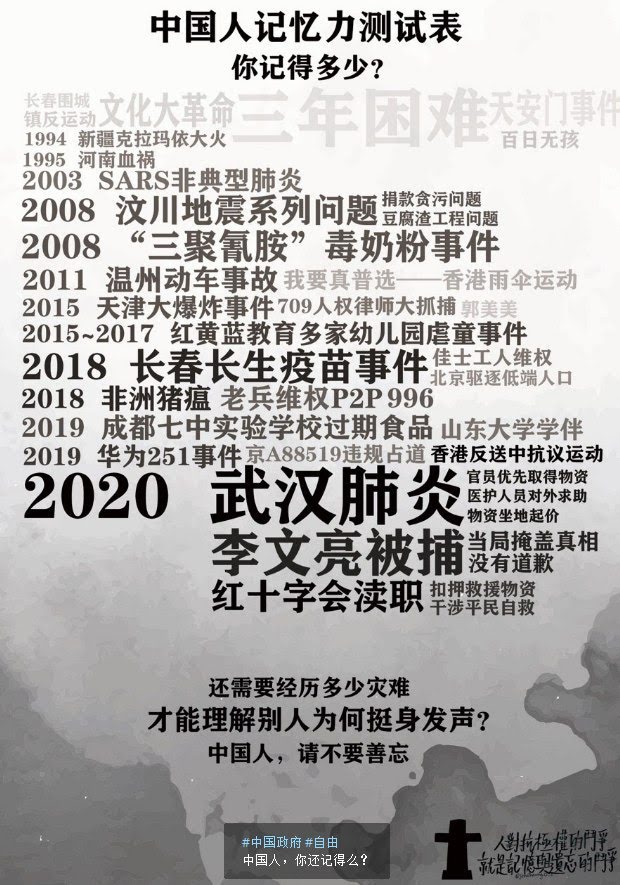 中国人记忆力测试表
你记得多少？
长春围城
镇反运动 文化大革命 三年困难 天安门事件
百日无孩
1994 新疆克拉玛依大火
1995 河南血祸
2003 SARS非典型肺炎
2008 汶川地震系列问题 捐款贪污问题
豆腐渣工程问题
2008 “三聚氰胺”毒奶粉事件
2011 温州动车事故 我要真普选——香港雨伞运动
2015 天津大爆炸事件 709人权律师大抓捕 郭美美
2015~2017 红黄蓝教育多家幼儿园虐童事件
2018 长春长生疫苗事件 佳士工人维权
北京驱逐低端人口
2018 非洲猪瘟 老兵维权P2P 996
2019 成都七中实验学校过期食品 山东大学学伴
2019 华为251事件 京A88519违规占道 香港反送中抗议运动
2020 武汉肺炎 官员优先取得物资
医护人员对外求助
物资坐地起价
李文亮被捕 当局掩盖真相
没有道歉
红十字会渎职 扣押救援物资
干涉平民自救
还需要经历多少灾难
才能理解别人为何挺身发声？
中国人，请不要善忘
人對抗極權的鬥爭
就是記憶與遺忘的鬥爭
#中国政府 #自由
中国人，你还记得么？